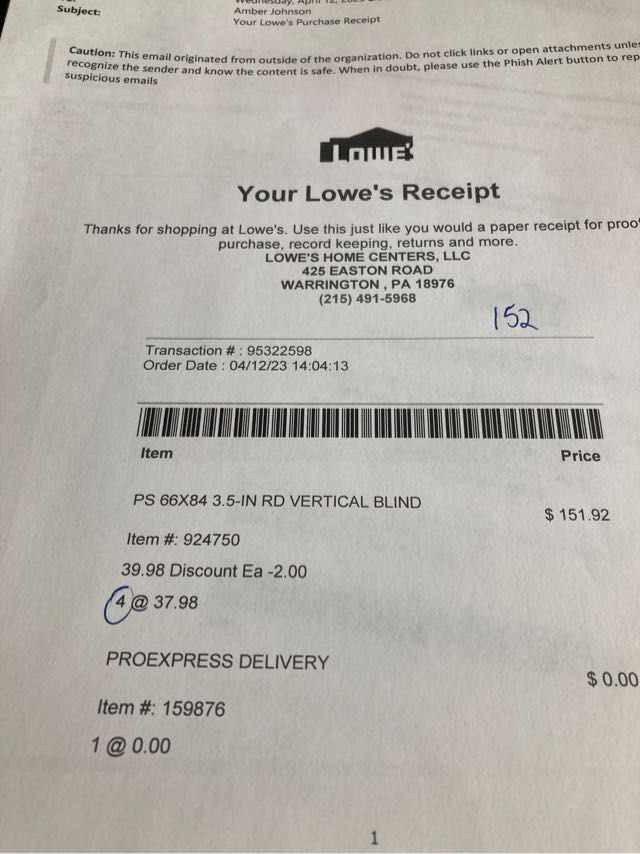 Wednesday, April 12,
Subject:
Amber Johnson
Your Lowe's Purchase Receipt
Caution: This email originated from outside of the organization. Do not click links or open attachments unle
recognize the sender and know the content is safe. When in doubt, please use the Phish Alert button to rep
suspicious emails
LOWE'S
Your Lowe's Receipt
Thanks for shopping at Lowe's. Use this just like you would a paper receipt for proof
purchase, record keeping, returns and more.
LOWE'S HOME CENTERS, LLC
425 EASTON ROAD
WARRINGTON , PA 18976
(215) 491-5968
152
Transaction # : 95322598
Order Date : 04/12/23 14:04:13
Item Price
PS 66X84 3.5-IN RD VERTICAL BLIND
$ 151.92
Item #: 924750
39.98 Discount Ea -2.00
4 @ 37.98
PROEXPRESS DELIVERY
$ 0.00
Item #: 159876
1 @ 0.00
1